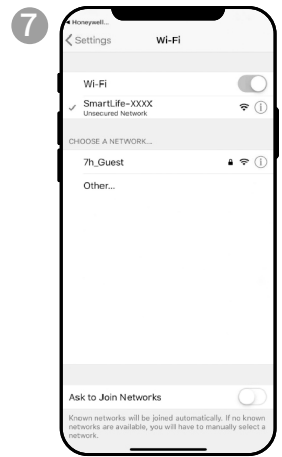 7
Honeywell...
Settings
Wi-Fi
Wi-Fi
SmartLife-XXXX
Unsecured Network
CHOOSE A NETWORK...
7h_Guest
Other...
Ask to Join Networks
Known networks will be joined automatically. If no known
networks are available, you will have to manually select a
network.